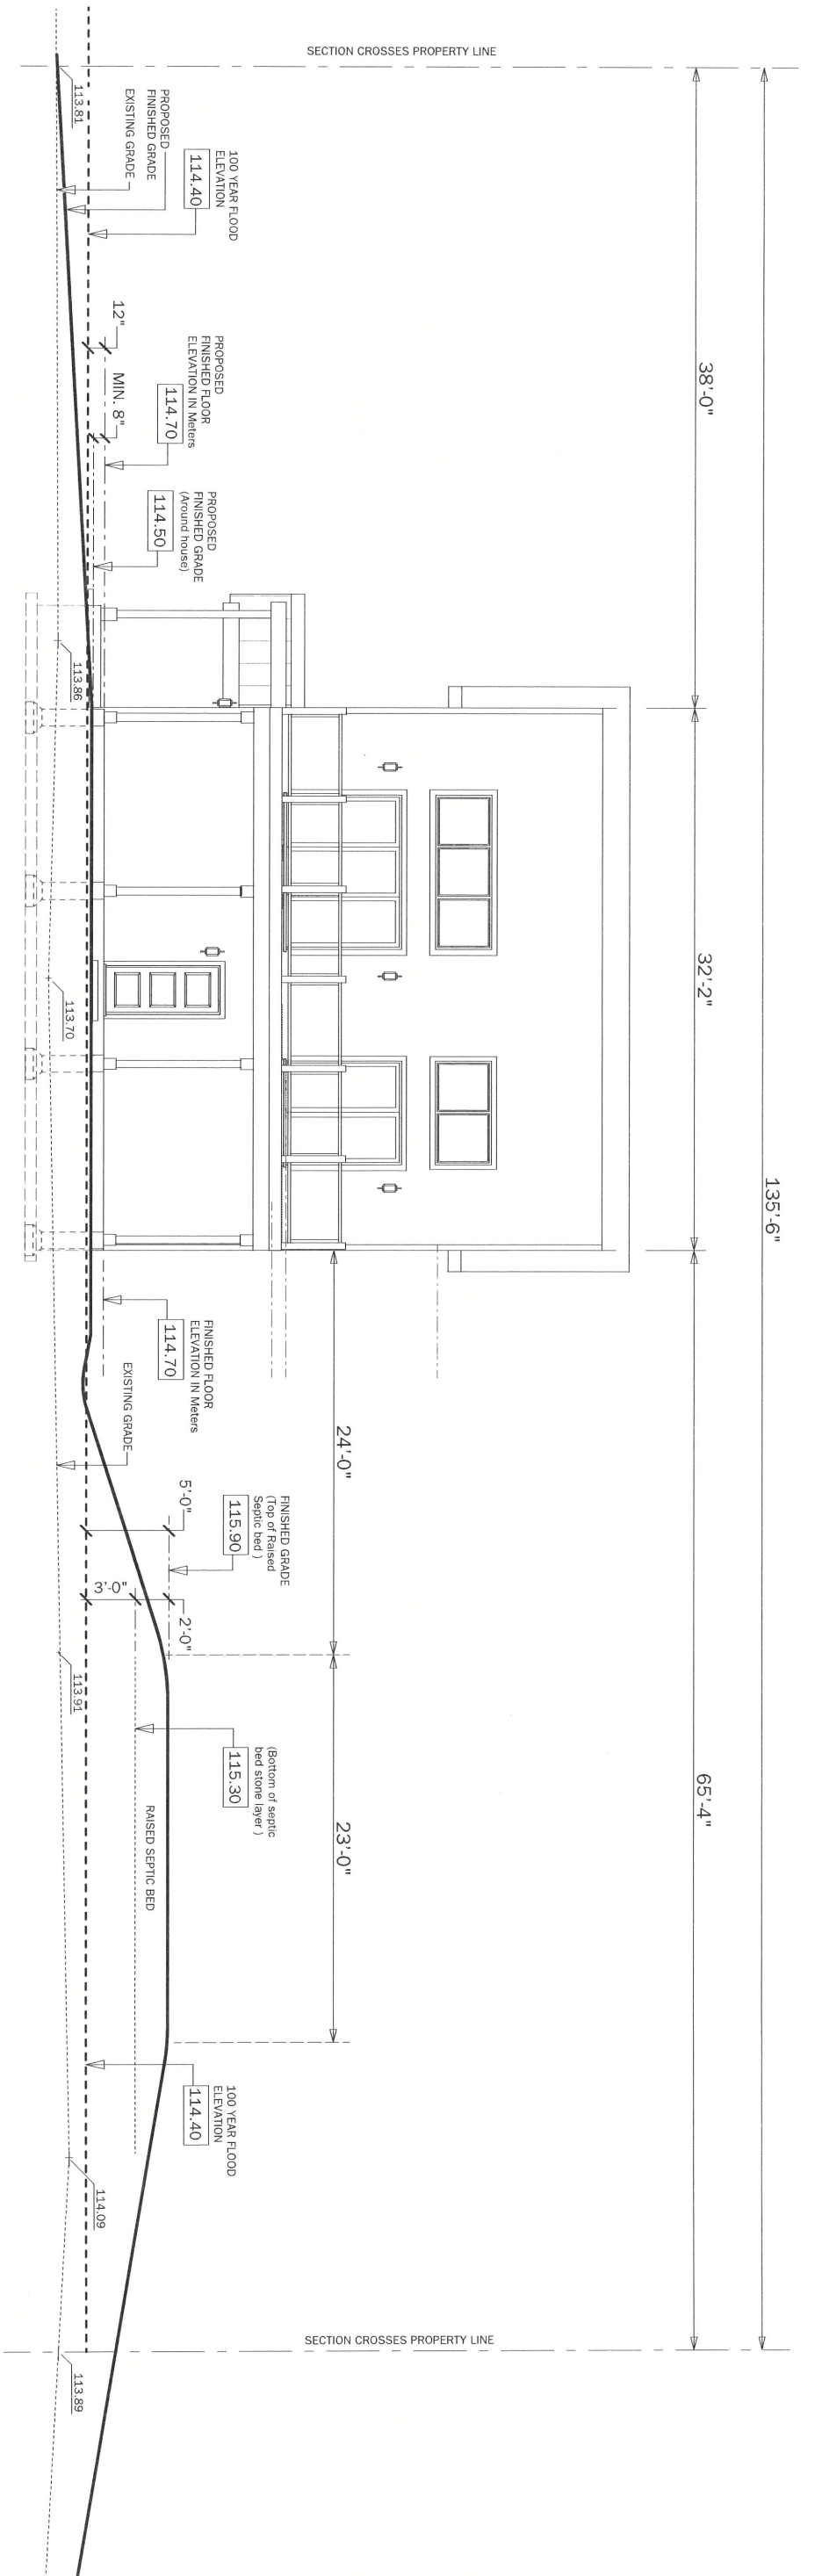 SECTION CROSSES PROPERTY LINE
135'-6"
38'-0"
32'-2"
65'-4"
24'-0"
23'-0"
113.81
PROPOSED
FINISHED GRADE
EXISTING GRADE
100 YEAR FLOOD
ELEVATION
114.40
12"
MIN. 8"
PROPOSED
FINISHED FLOOR
ELEVATION IN Meters
114.70
PROPOSED
FINISHED GRADE
(Around house)
114.50
113.86
113.70
FINISHED FLOOR
ELEVATION IN Meters
114.70
EXISTING GRADE
5'-0"
FINISHED GRADE
(Top of Raised
Septic bed )
115.90
3'-0"
2'-0"
113.91
(Bottom of septic
bed stone layer )
115.30
RAISED SEPTIC BED
100 YEAR FLOOD
ELEVATION
114.40
114.09
SECTION CROSSES PROPERTY LINE
113.89